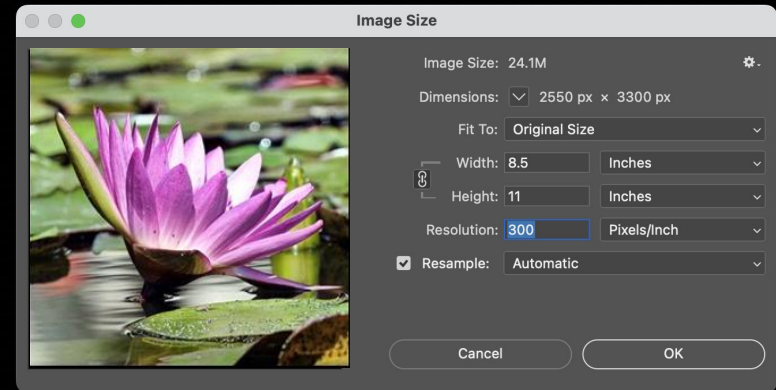 Image Size
Image Size: 24.1M
Dimensions: 2550 px × 3300 px
Fit To: Original Size
Width: 8.5 Inches
Height: 11 Inches
Resolution: 300 Pixels/Inch
Resample: Automatic
Cancel OK